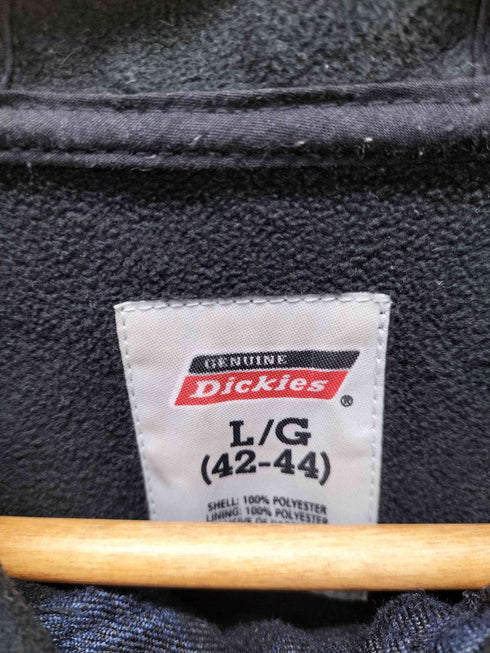 GENUINE
Dickies
®
L/G
(42-44)
SHELL: 100% POLYESTER
LINING: 100% POLYESTER